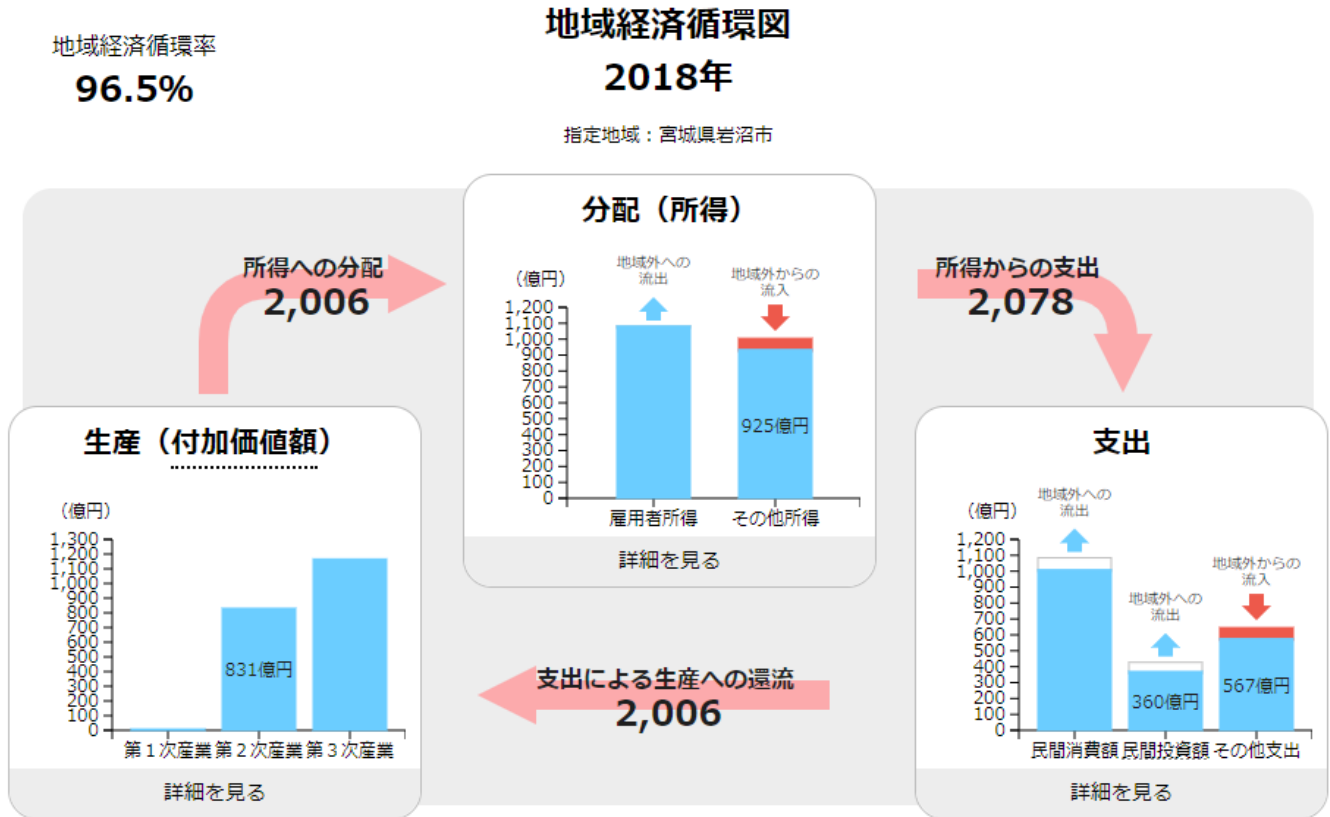 地域経済循環図
2018年
指定地域：宮城県岩沼市
地域経済循環率
96.5%
所得への分配
2,006
分配（所得）
（億円）
地域外への
流出
地域外からの
流入
1,200
1,100
1,000
900
800
700
600
500
400
300
200
100
0
925億円
雇用者所得
その他所得
詳細を見る
所得からの支出
2,078
生産（付加価値額）
（億円）
1,300
1,200
1,100
1,000
900
800
700
600
500
400
300
200
100
0
831億円
第１次産業
第２次産業
第３次産業
詳細を見る
支出による生産への還流
2,006
支出
（億円）
地域外への
流出
地域外への
流出
地域外からの
流入
1,200
1,100
1,000
900
800
700
600
500
400
300
200
100
0
360億円
567億円
民間消費額
民間投資額
その他支出
詳細を見る